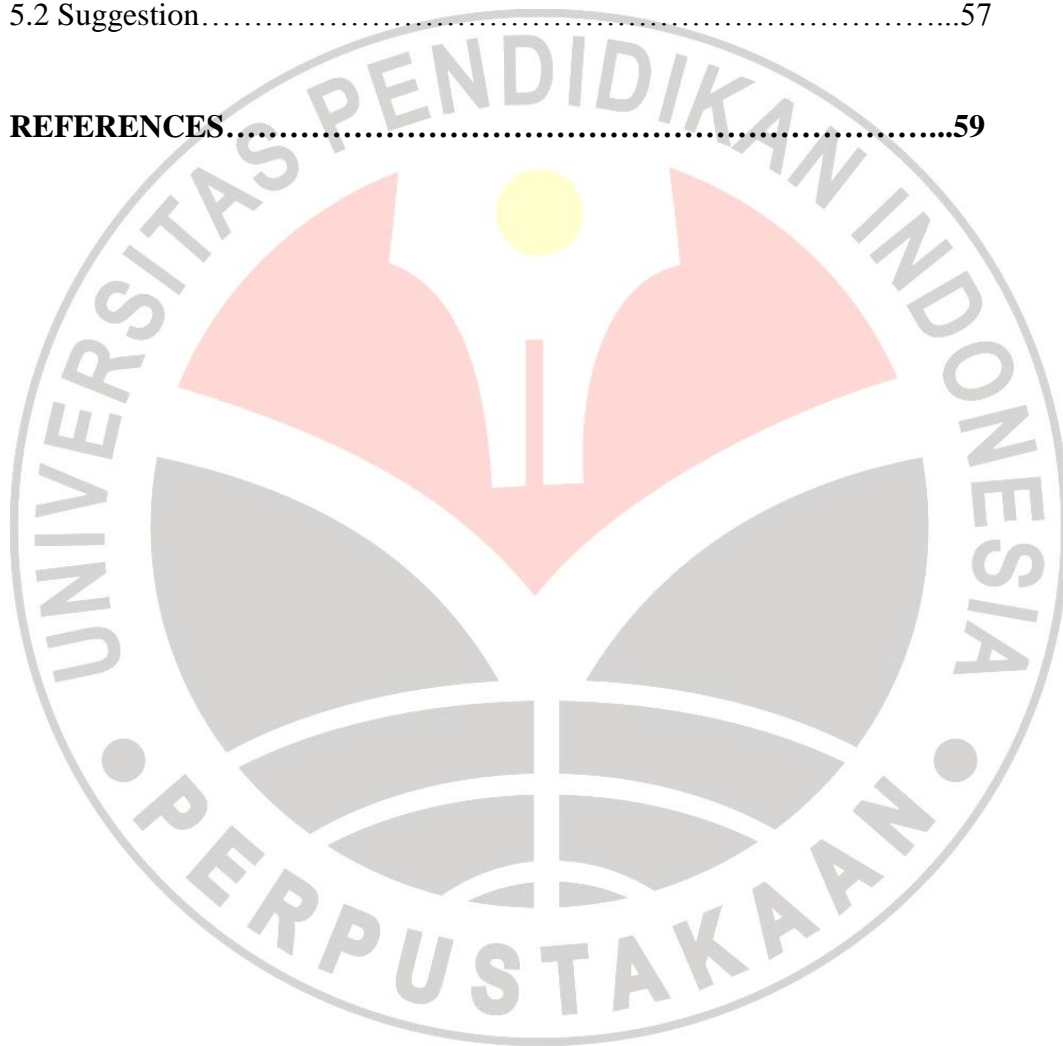 5.2 Suggestion……………………………………………………………...57
REFERENCES…………………………………………………………...59
UNIVERSITAS PENDIDIKAN INDONESIA
PERPUSTAKAAN